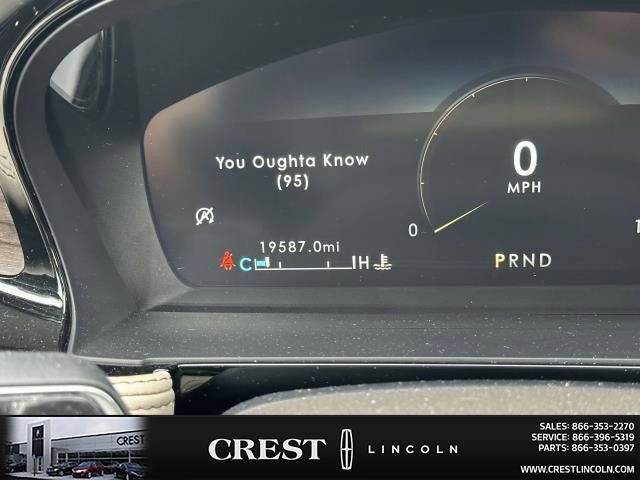 You Oughta Know
(95)
0
MPH
0
1
19587.0mi
C H
PRND
CREST
CREST LINCOLN
SALES: 866-353-2270
SERVICE: 866-396-5319
PARTS: 866-353-0397
WWW.CRESTLINCOLN.COM